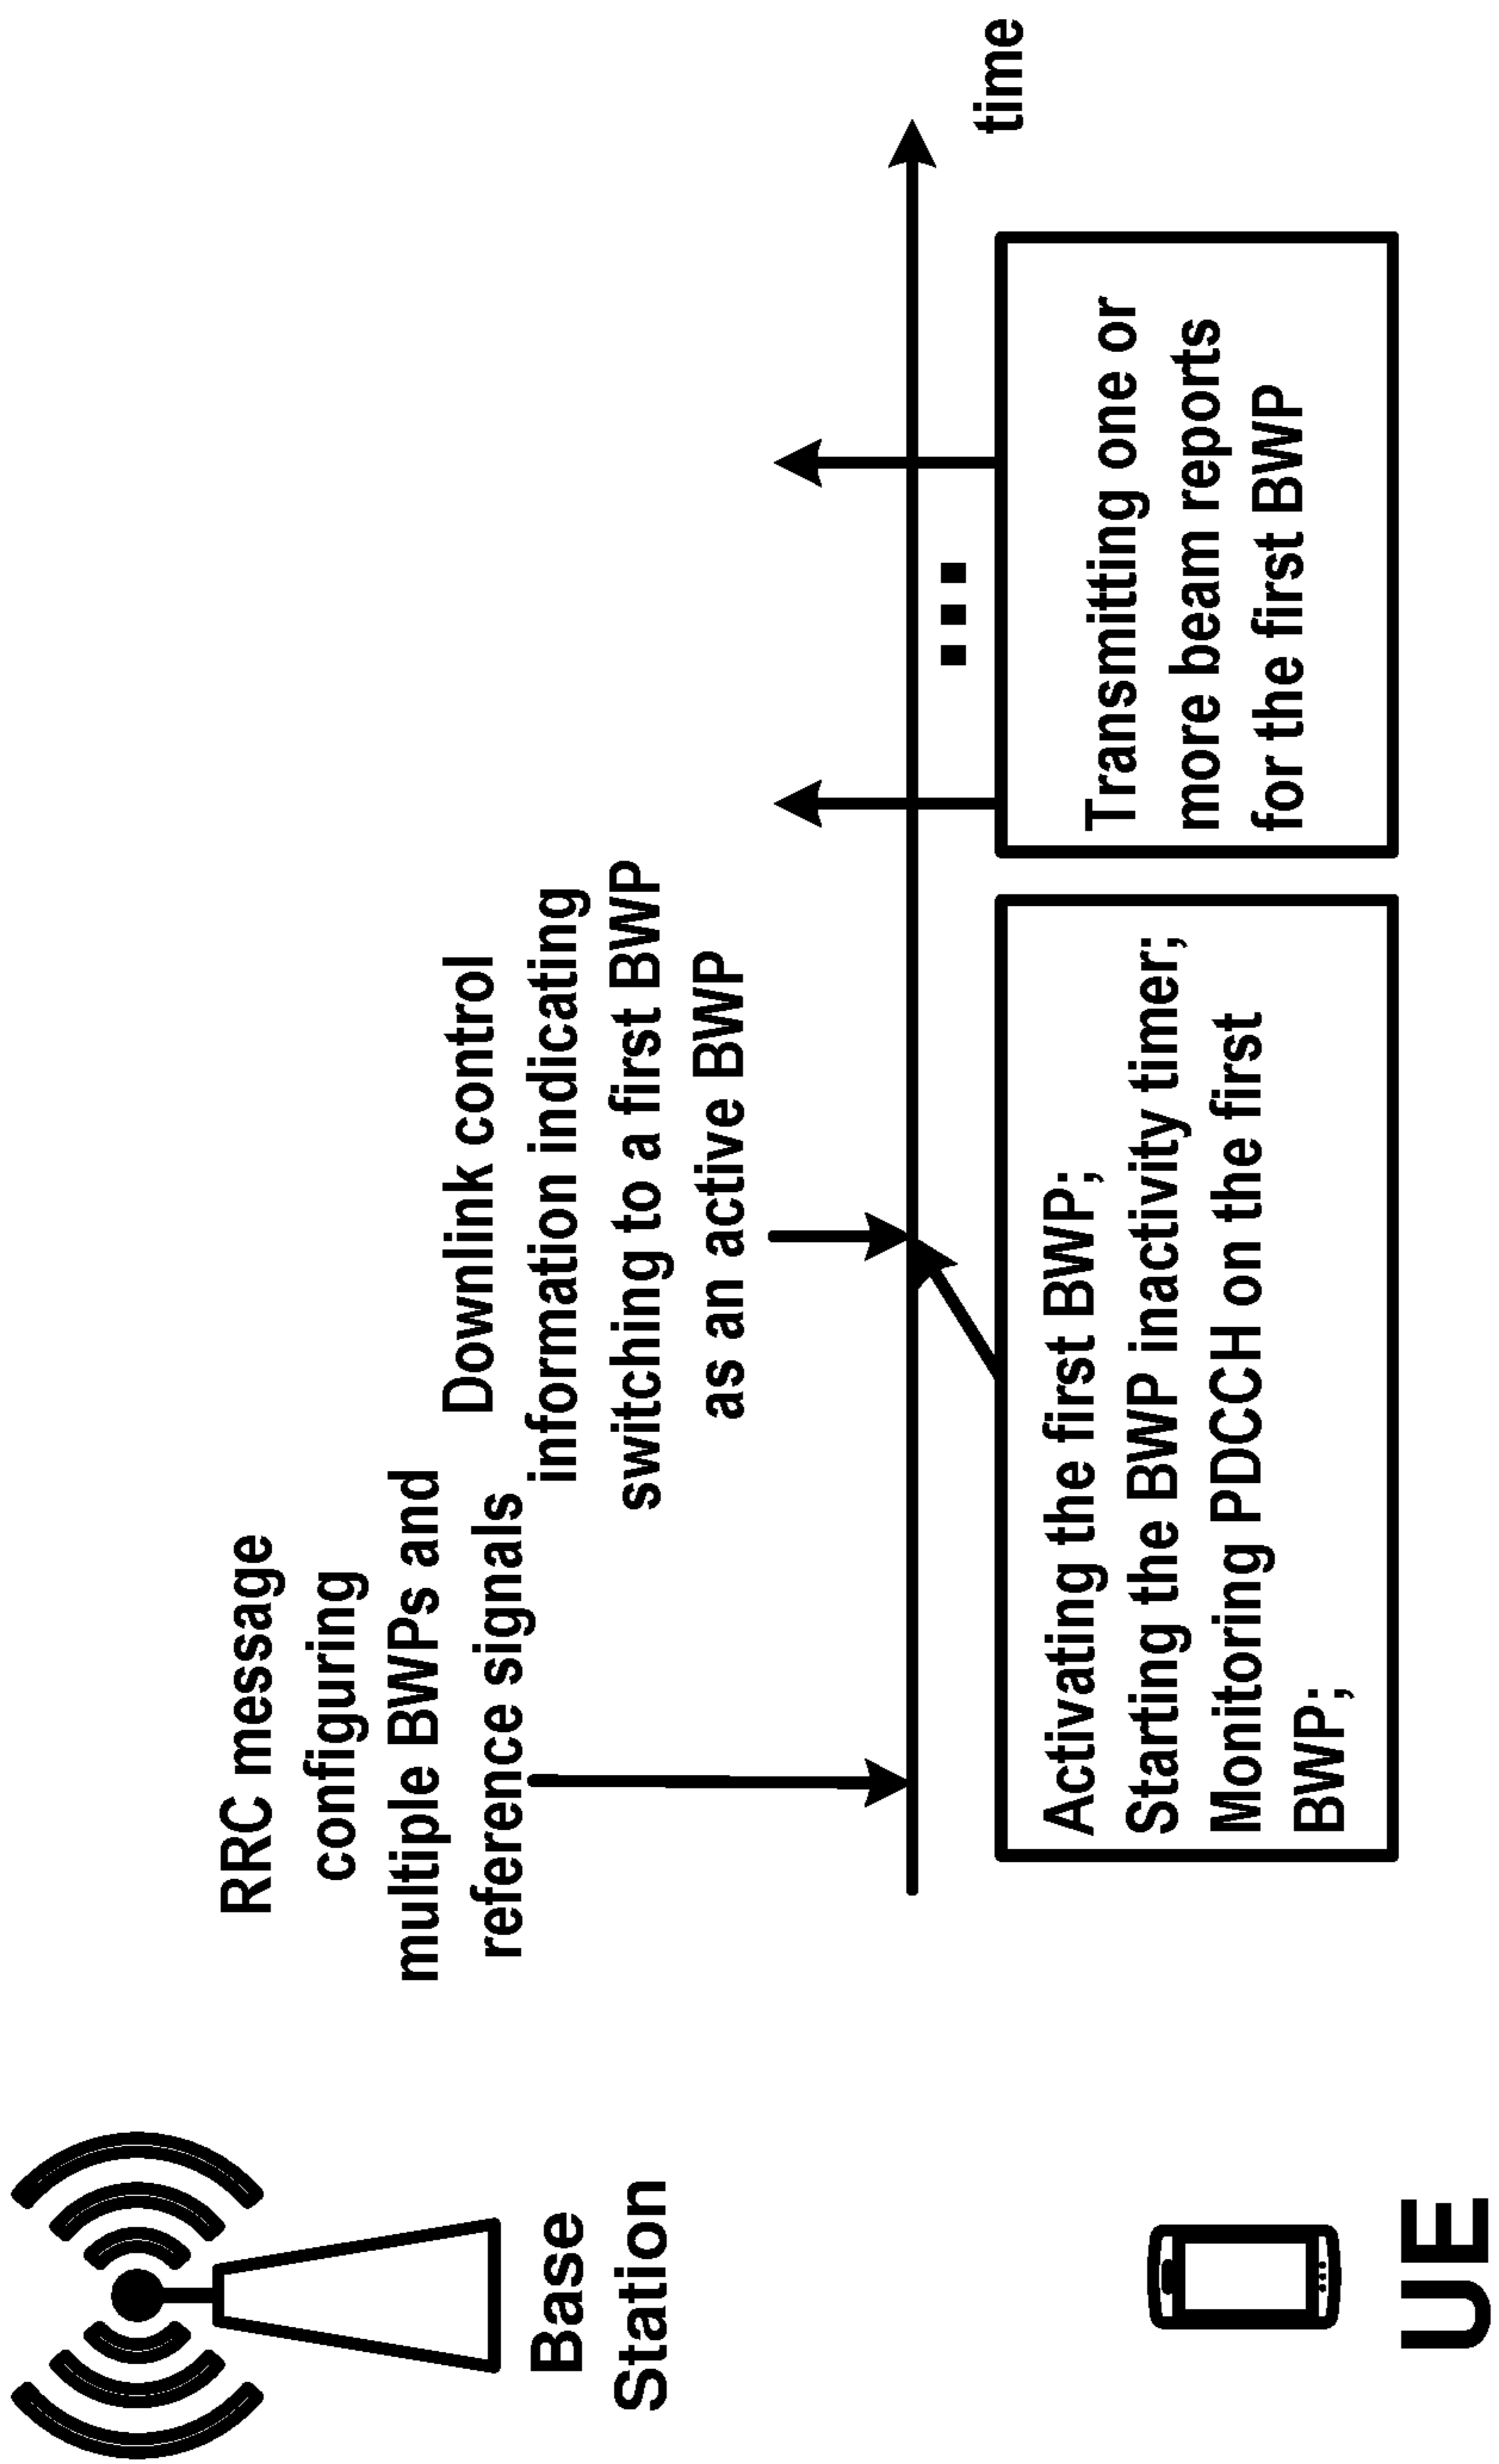 RRC message
configuring
multiple BWPs and
reference signals
Downlink control
information indicating
switching to a first BWP
as an active BWP
Base
Station
time
Activating the first BWP;
Starting the BWP inactivity timer;
Monitoring PDCCH on the first
BWP;
Transmitting one or
more beam reports
for the first BWP
UE